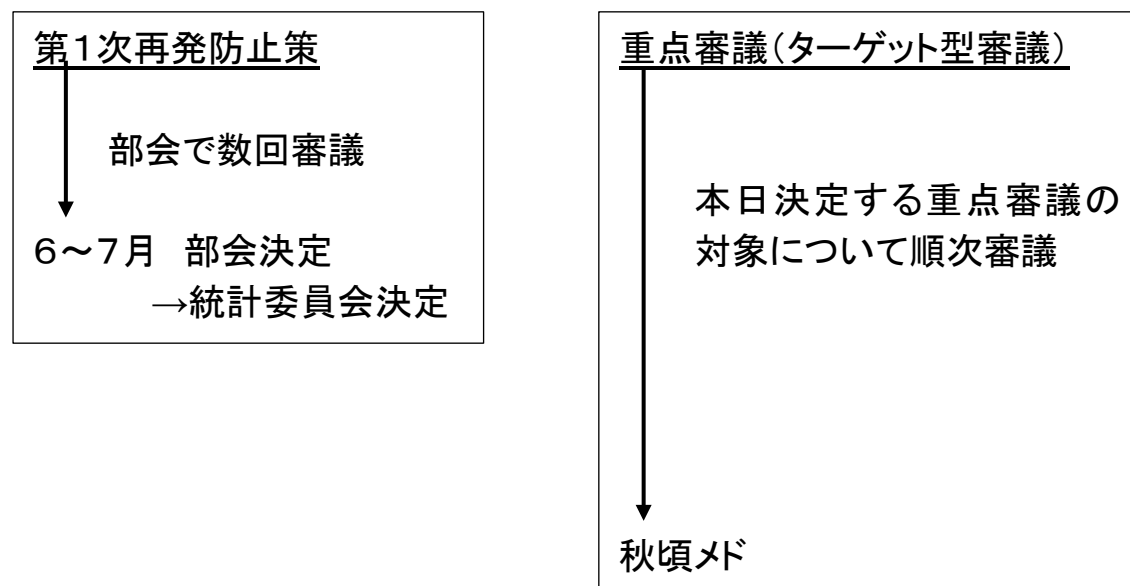 第１次再発防止策
部会で数回審議
６～７月　部会決定
→統計委員会決定
重点審議（ターゲット型審議）
本日決定する重点審議の
対象について順次審議
秋頃メド